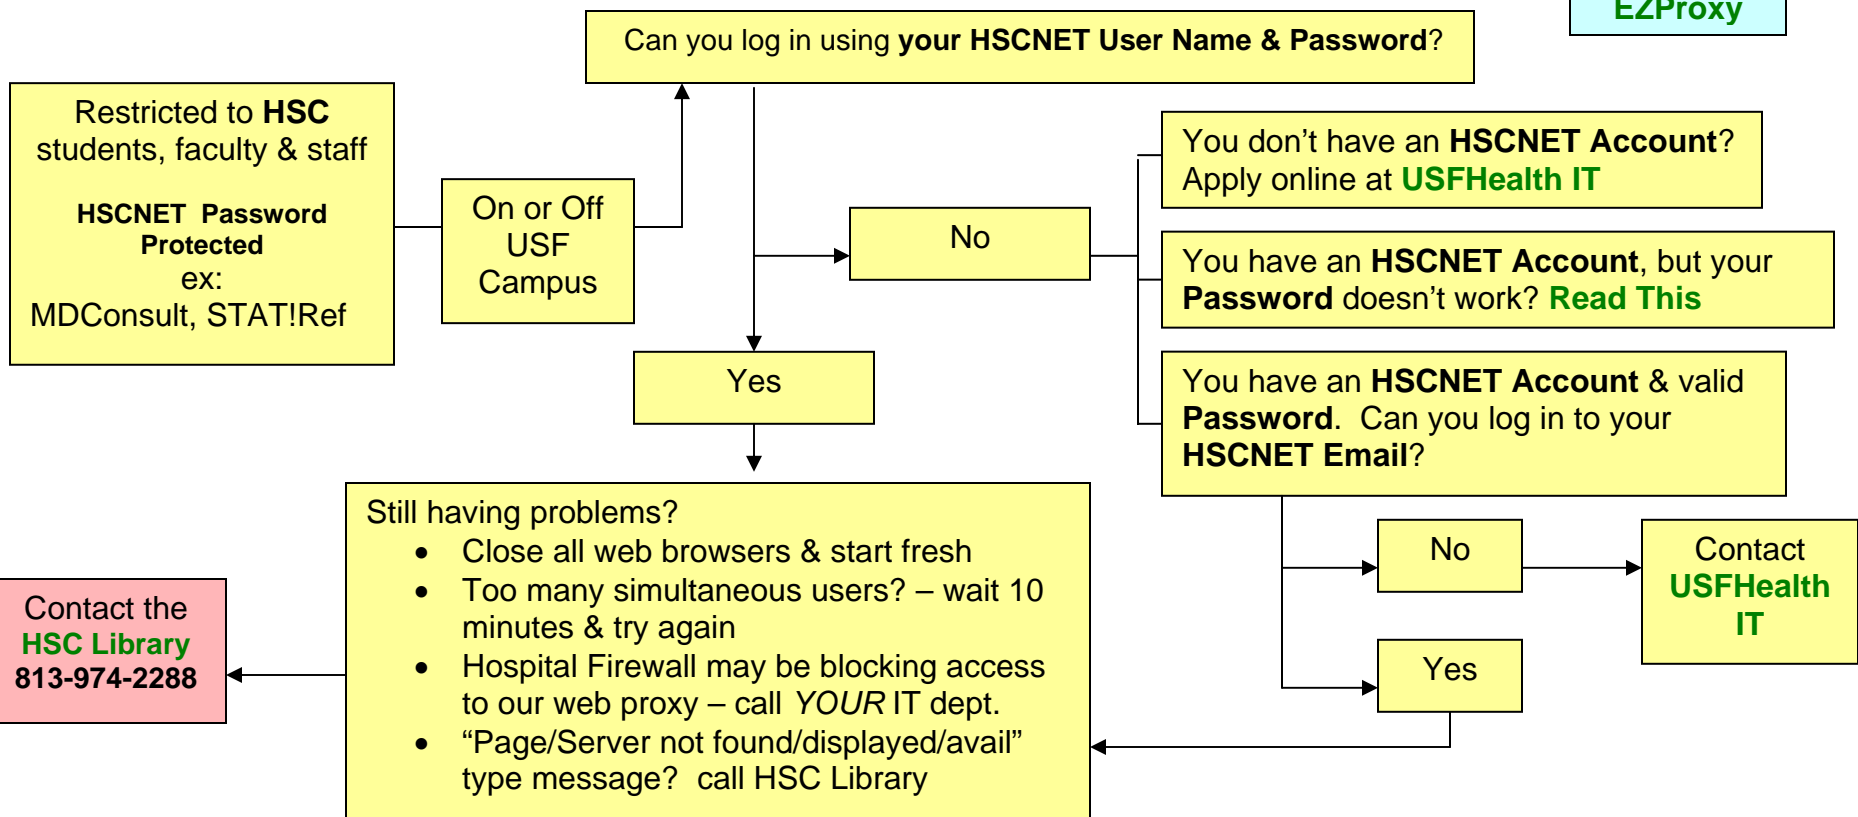 EZProxy
Can you log in using your HSCNET User Name & Password?
Restricted to HSC
students, faculty & staff
HSCNET Password
Protected
ex:
MDConsult, STAT!Ref
On or Off
USF
Campus
No
Yes
You don’t have an HSCNET Account?
Apply online at USFHealth IT
You have an HSCNET Account, but your
Password doesn’t work? Read This
You have an HSCNET Account & valid
Password. Can you log in to your
HSCNET Email?
No
Contact
USFHealth
IT
Yes
Still having problems?
• Close all web browsers & start fresh
• Too many simultaneous users? – wait 10
minutes & try again
• Hospital Firewall may be blocking access
to our web proxy – call YOUR IT dept.
• “Page/Server not found/displayed/avail”
type message? call HSC Library
Contact the
HSC Library
813-974-2288